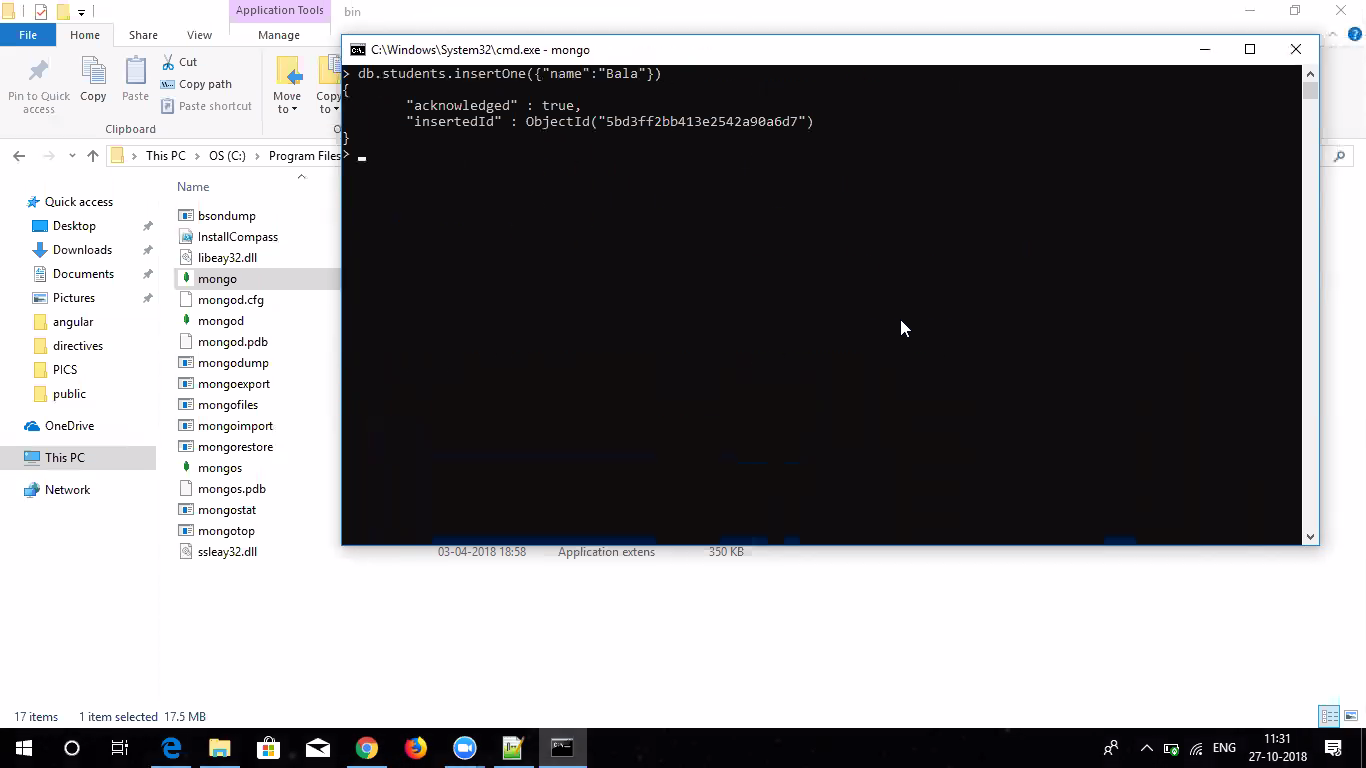 Application Tools bin
File Home Share View Manage
Pin to Quick access
Copy
Paste
Cut
Copy path
Paste shortcut
Move to
Copy to
Clipboard
This PC OS (C:) Program Files
Name
Quick access
Desktop
Downloads
Documents
Pictures
angular
directives
PICS
public
OneDrive
This PC
Network
bsondump
InstallCompass
libeay32.dll
mongo
mongod.cfg
mongod
mongod.pdb
mongodump
mongoexport
mongofiles
mongoimport
mongorestore
mongos
mongos.pdb
mongostat
mongotop
ssleay32.dll
C:\Windows\System32\cmd.exe - mongo
> db.students.insertOne({"name":"Bala"})
{
"acknowledged" : true,
"insertedId" : ObjectId("5bd3ff2bb413e2542a90a6d7")
}
>
03-04-2018 18:58 Application extens 350 KB
17 items 1 item selected 17.5 MB
ENG
11:31
27-10-2018